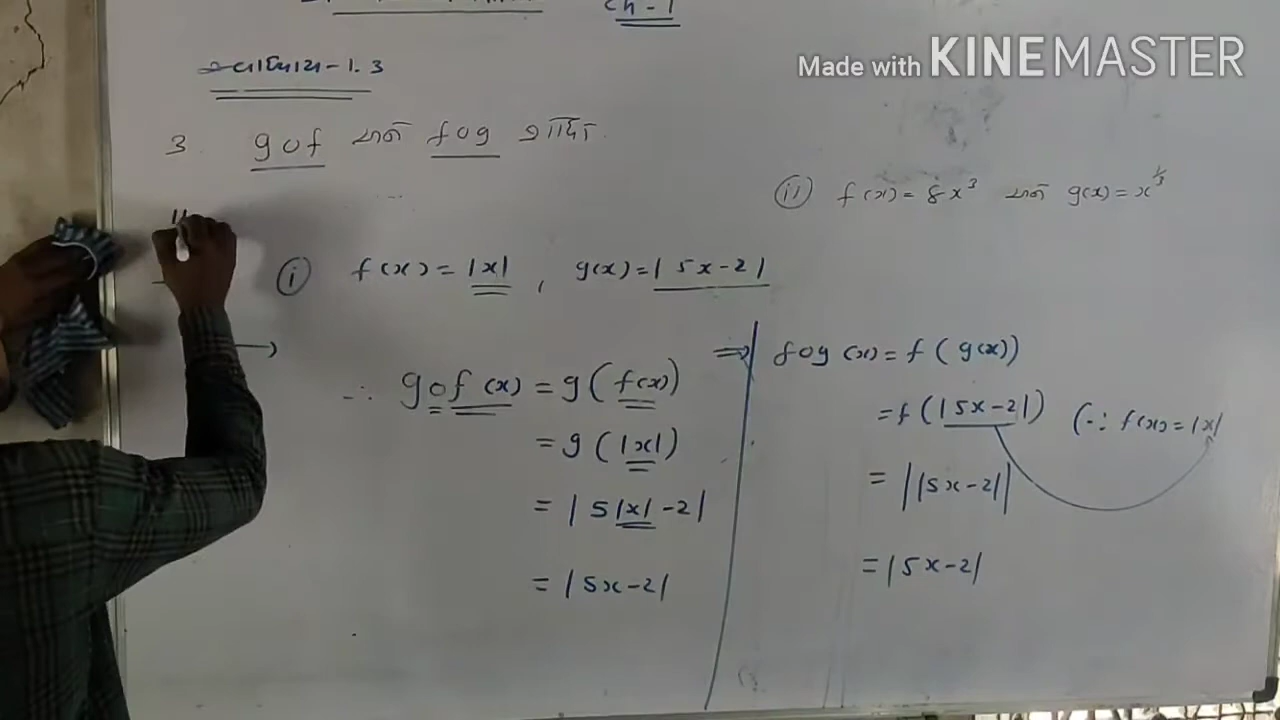 Ch - 1
Made with KINEMASTER
સ્વાધ્યાય - 1.3
3. gof અને fog શોધો.
(ii) f(x) = 8x³ અને g(x) = x^1/3
(i) f(x) = |x| , g(x) = |5x-2|
∴ gof (x) = g(f(x))
= g(|x|)
= |5|x| -2|
= |5x-2|
⇒ fog (x) = f(g(x))
= f(|5x-2|) (∵ f(x) = |x|
= ||5x-2||
= |5x-2|